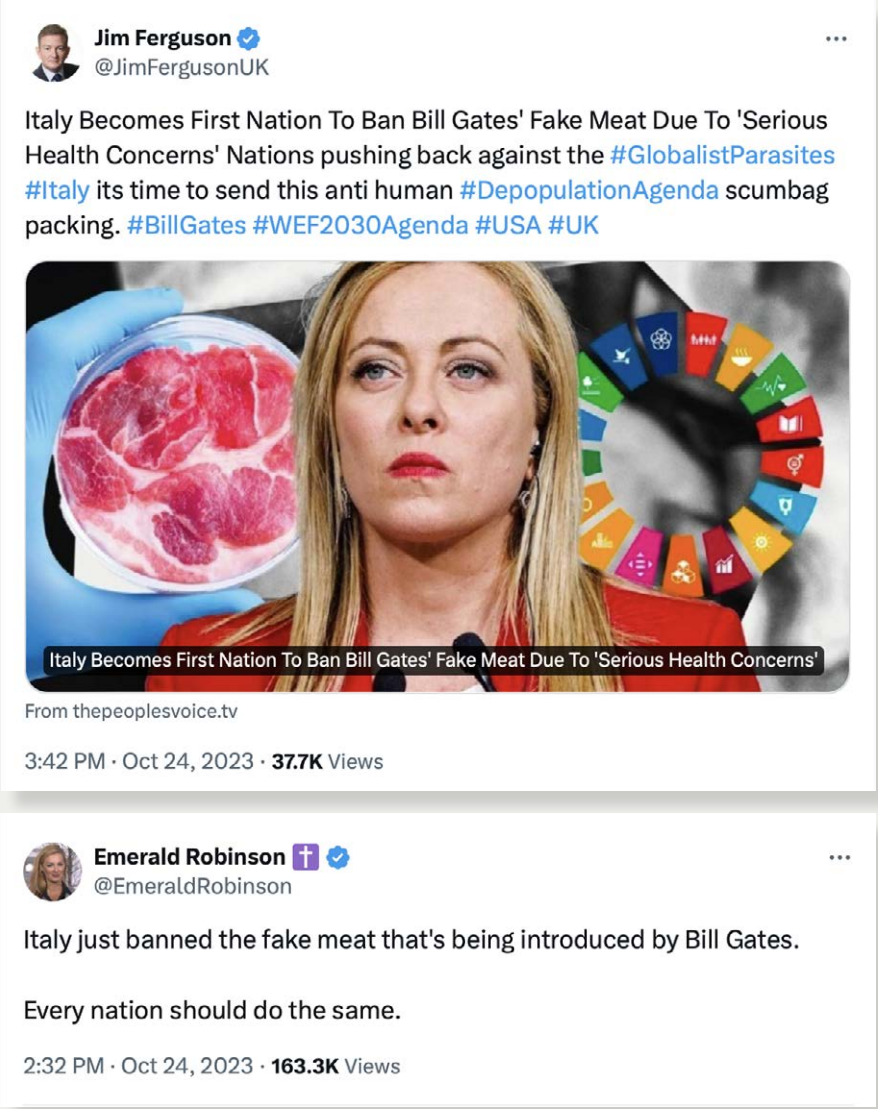 Jim Ferguson
@JimFergusonUK
Italy Becomes First Nation To Ban Bill Gates' Fake Meat Due To 'Serious
Health Concerns' Nations pushing back against the #GlobalistParasites
#Italy its time to send this anti human #DepopulationAgenda scumbag
packing. #BillGates #WEF2030Agenda #USA #UK
Italy Becomes First Nation To Ban Bill Gates' Fake Meat Due To 'Serious Health Concerns'
From thepeoplesvoice.tv
3:42 PM · Oct 24, 2023 · 37.7K Views
Emerald Robinson
@EmeraldRobinson
Italy just banned the fake meat that's being introduced by Bill Gates.
Every nation should do the same.
2:32 PM · Oct 24, 2023 · 163.3K Views